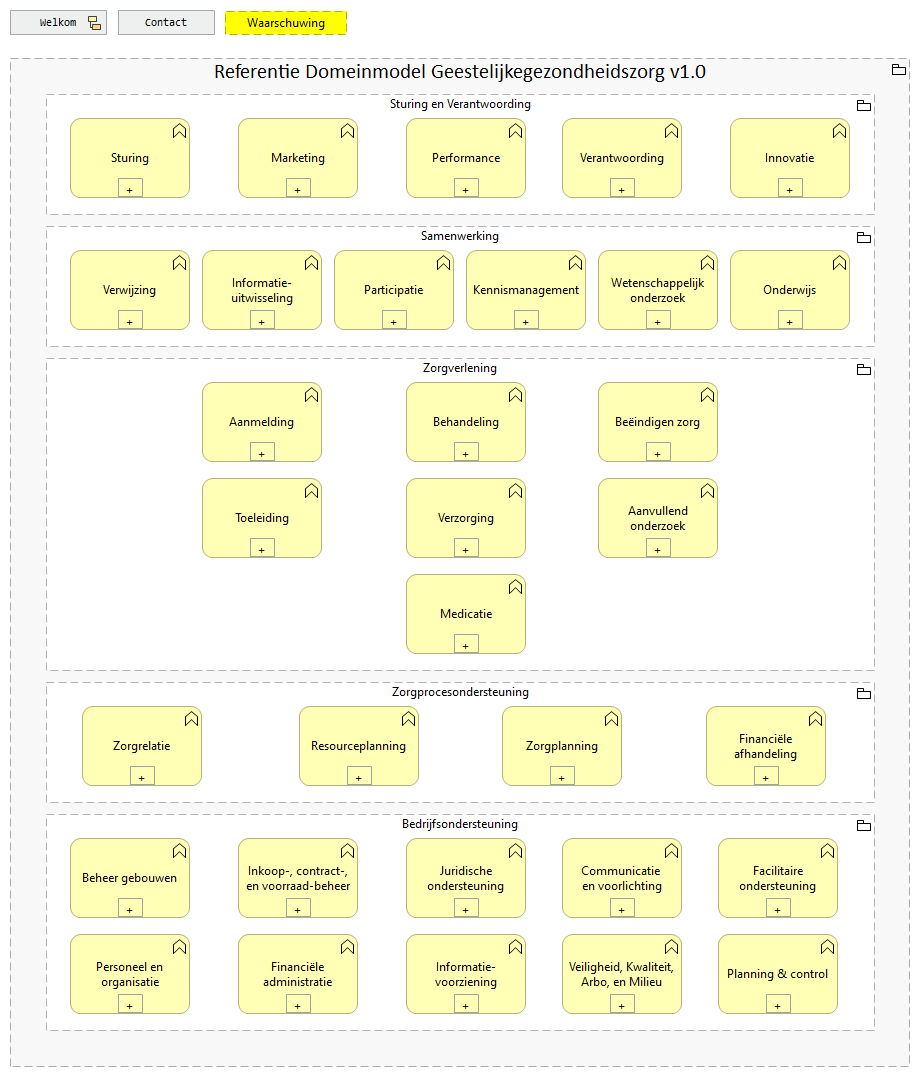 Welkom
Contact
Waarschuwing
Referentie Domeinmodel Geestelijkegezondheidszorg v1.0
Sturing en Verantwoording
Sturing
Marketing
Performance
Verantwoording
Innovatie
+
+
+
+
+
Samenwerking
Verwijzing
Informatie-
uitwisseling
Participatie
Kennismanagement
Wetenschappelijk
onderzoek
Onderwijs
+
+
+
+
+
+
Zorgverlening
Aanmelding
Behandeling
Beëindigen zorg
+
+
+
Toeleiding
Verzorging
Aanvullend
onderzoek
+
+
+
Medicatie
+
Zorgprocesondersteuning
Zorgrelatie
Resourceplanning
Zorgplanning
Financiële
afhandeling
+
+
+
+
Bedrijfsondersteuning
Beheer gebouwen
Inkoop-, contract-,
en voorraad-beheer
Juridische
ondersteuning
Communicatie
en voorlichting
Facilitaire
ondersteuning
+
+
+
+
+
Personeel en
organisatie
Financiële
administratie
Informatie-
voorziening
Veiligheid, Kwaliteit,
Arbo, en Milieu
Planning & control
+
+
+
+
+